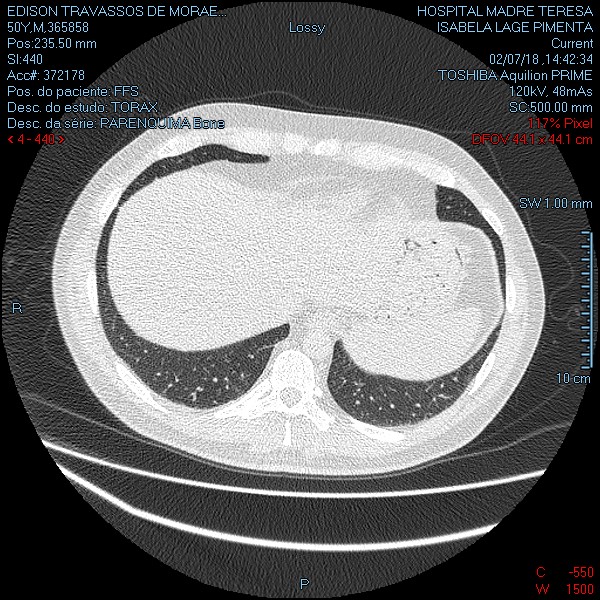 EDISON TRAVASSOS DE MORAE...
50Y,M,365858
Pos:235.50 mm
SI:440
Acc#: 372178
Pos. do paciente: FFS
Desc. do estudo: TORAX
Desc. da série: PARENQUIMA Bone
< 4 - 440 >
Lossy
HOSPITAL MADRE TERESA
ISABELA LAGE PIMENTA
Current
02/07/18 ,14:42:34
TOSHIBA Aquilion PRIME
120kV, 48mAs
SC:500.00 mm
117% Pixel
DFOV:44.1 x 44.1 cm
SW 1.00 mm
R
10 cm
P
C -550
W 1500